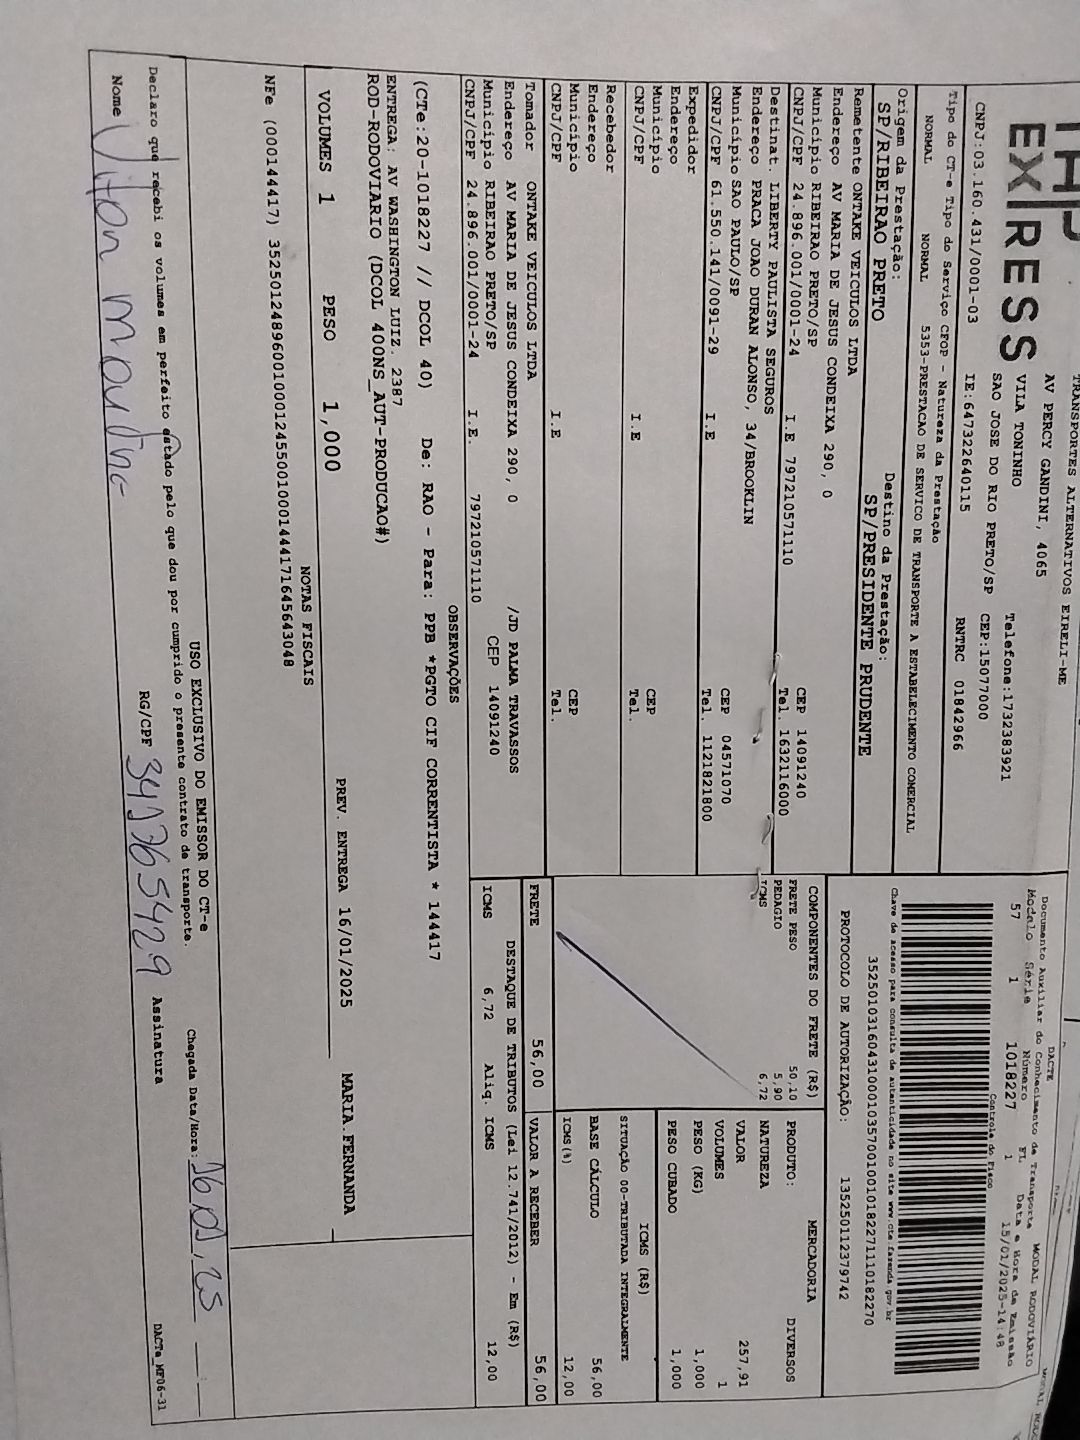 TRANSPORTES ALTERNATIVOS EIRELI-ME
EX|RESS
AV PERCY GANDINI, 4065
VILA TONINHO
Telefone:1732383921
SAO JOSE DO RIO PRETO/SP CEP:15077000
CNPJ:03.160.431/0001-03 IE:647322640115 RNTRC 01842966
DACTE
Documento Auxiliar do Conhecimento de Transporte MODAL RODOVIÁRIO
Modelo Série Número FL Data e Hora de Emissão
57 1 1018227 1 15/01/2025-14:48
Controle do Fisco
Chave de acesso para consulta de autenticidade no site www.cte.fazenda.gov.br
35250103160431000103570010010182271110182270
PROTOCOLO DE AUTORIZAÇÃO: 135250112379742
Tipo do CT-e Tipo do Serviço CFOP - Natureza da Prestação
NORMAL NORMAL 5353-PRESTACAO DE SERVICO DE TRANSPORTE A ESTABELECIMENTO COMERCIAL
Origem da Prestação: Destino da Prestação:
SP/RIBEIRAO PRETO SP/PRESIDENTE PRUDENTE
Remetente ONTAKE VEICULOS LTDA
Endereço AV MARIA DE JESUS CONDEIXA 290, 0
Município RIBEIRAO PRETO/SP CEP 14091240
CNPJ/CPF 24.896.001/0001-24 I.E 797210571110 Tel. 1632116000
Destinat. LIBERTY PAULISTA SEGUROS
Endereço PRACA JOAO DURAN ALONSO, 34/BROOKLIN
Município SAO PAULO/SP CEP 04571070
CNPJ/CPF 61.550.141/0091-29 I.E Tel. 1121821800
Expedidor
Endereço
Município CEP
CNPJ/CPF I.E Tel.
Recebedor
Endereço
Município CEP
CNPJ/CPF I.E Tel.
Tomador ONTAKE VEICULOS LTDA
Endereço AV MARIA DE JESUS CONDEIXA 290, 0 /JD PALMA TRAVASSOS
Município RIBEIRAO PRETO/SP CEP 14091240
CNPJ/CPF 24.896.001/0001-24 I.E. 797210571110
COMPONENTES DO FRETE (R$)
FRETE PESO 50,10
PEDAGIO 5,90
ICMS 6,72
MERCADORIA
PRODUTO: DIVERSOS
NATUREZA
VALOR 257,91
VOLUMES 1
PESO (KG) 1,000
PESO CUBADO 1,000
ICMS (R$)
SITUAÇÃO 00-TRIBUTADA INTEGRALMENTE
BASE CÁLCULO 56,00
ICMS(%) 12,00
FRETE 56,00 VALOR A RECEBER 56,00
DESTAQUE DE TRIBUTOS (Lei 12.741/2012) - Em (R$)
ICMS 6,72 Aliq. ICMS 12,00
OBSERVAÇÕES
(CTe:20-1018227 // DCOL 40) De: RAO - Para: PPB *PGTO CIF CORRENTISTA * 144417
ENTREGA: AV WASHINGTON LUIZ. 2387
ROD-RODOVIARIO (DCOL 400NS_AUT-PRODUCAO#)
VOLUMES 1 PESO 1,000 PREV. ENTREGA 16/01/2025 MARIA.FERNANDA
NOTAS FISCAIS
NFe (000144417) 35250124896001000124550010001444171645643048
USO EXCLUSIVO DO EMISSOR DO CT-e
Declaro que recebi os volumes em perfeito estado pelo que dou por cumprido o presente contrato de transporte.
Chegada Data/Hora:
Nome RG/CPF Assinatura
DACTe_MF06-31